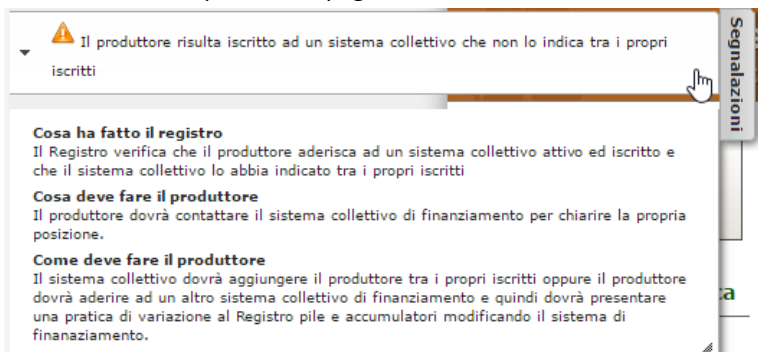 Il produttore risulta iscritto ad un sistema collettivo che non lo indica tra i propri
iscritti
Segnalazioni
Cosa ha fatto il registro
Il Registro verifica che il produttore aderisca ad un sistema collettivo attivo ed iscritto e
che il sistema collettivo lo abbia indicato tra i propri iscritti
Cosa deve fare il produttore
Il produttore dovrà contattare il sistema collettivo di finanziamento per chiarire la propria
posizione.
Come deve fare il produttore
Il sistema collettivo dovrà aggiungere il produttore tra i propri iscritti oppure il produttore
dovrà aderire ad un altro sistema collettivo di finanziamento e quindi dovrà presentare
una pratica di variazione al Registro pile e accumulatori modificando il sistema di
finanaziamento.